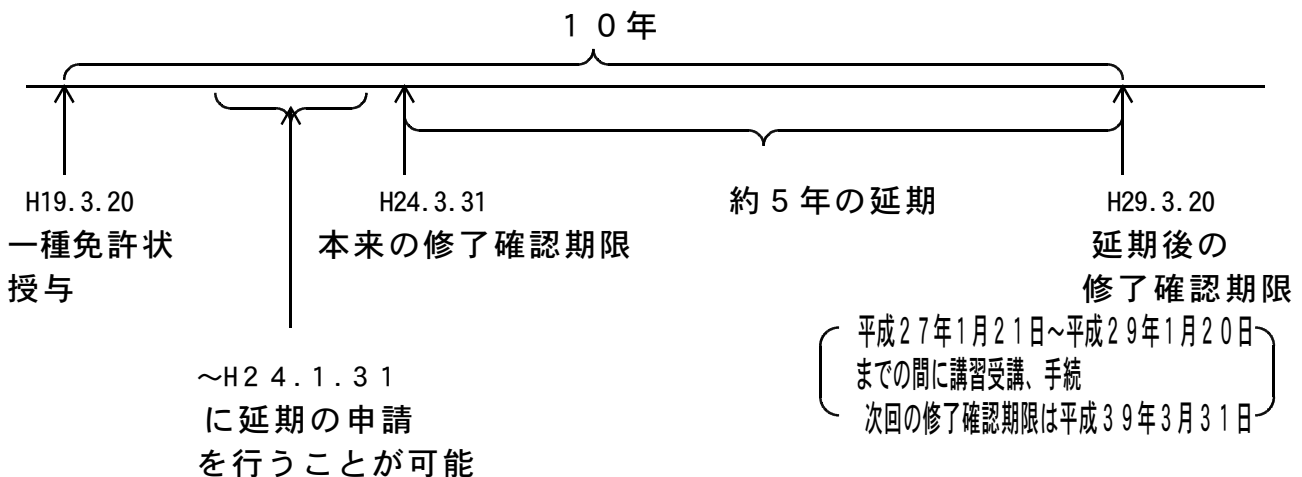 10年
H19.3.20
一種免許状
授与
H24.3.31
本来の修了確認期限
約5年の延期
H29.3.20
延期後の
修了確認期限
平成27年1月21日~平成29年1月20日
までの間に講習受講、手続
次回の修了確認期限は平成39年3月31日
~H24.1.31
に延期の申請
を行うことが可能